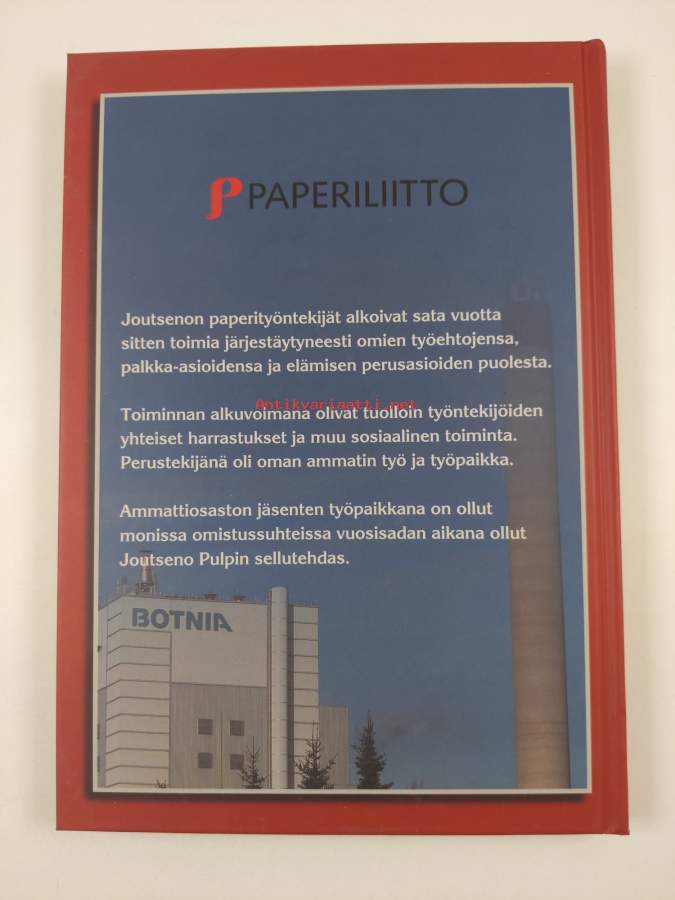 PAPERILIITTO
Joutsenon paperityöntekijät alkoivat sata vuotta
sitten toimia järjestäytyneesti omien työehtojensa,
palkka-asioidensa ja elämisen perusasioiden puolesta.
Antikvariaatti.net
Toiminnan alkuvoimana olivat tuolloin työntekijöiden
yhteiset harrastukset ja muu sosiaalinen toiminta.
Perustekijänä oli oman ammatin työ ja työpaikka.
Ammattiosaston jäsenten työpaikkana on ollut
monissa omistussuhteissa vuosisadan aikana ollut
Joutseno Pulpin sellutehdas.
BOTNIA